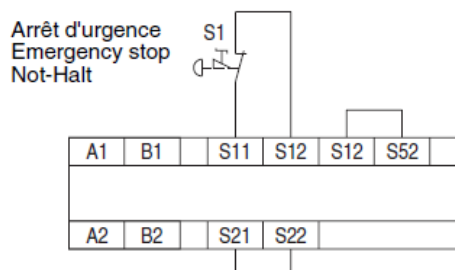 Arrêt d'urgence
Emergency stop
Not-Halt
S1
A1 B1 S11 S12 S12 S52
A2 B2 S21 S22